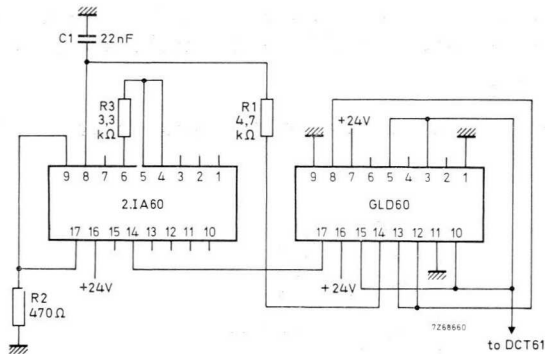 C1 22nF
R3
3,3
kΩ
R1
4,7
kΩ
+24V
9 8 7 6 5 4 3 2 1
2.IA60
17 16 15 14 13 12 11 10
+24V
R2
470Ω
9 8 7 6 5 4 3 2 1
GLD60
17 16 15 14 13 12 11 10
+24V
7Z68660
to DCT61